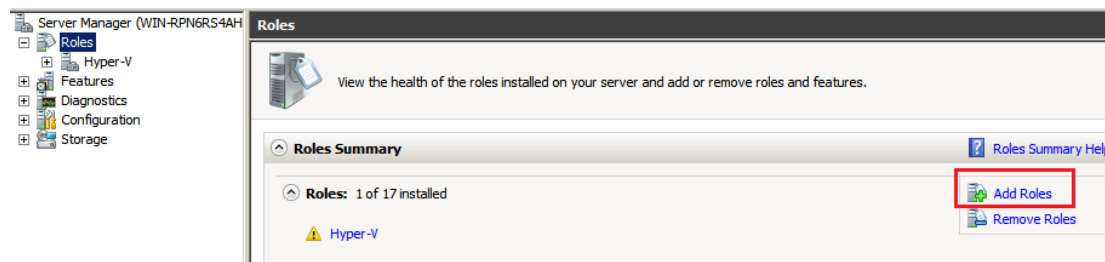 Server Manager (WIN-RPN6RS4AH
Roles
Hyper-V
Features
Diagnostics
Configuration
Storage
Roles
View the health of the roles installed on your server and add or remove roles and features.
Roles Summary
Roles Summary Hel
Roles: 1 of 17 installed
Add Roles
Remove Roles
Hyper-V